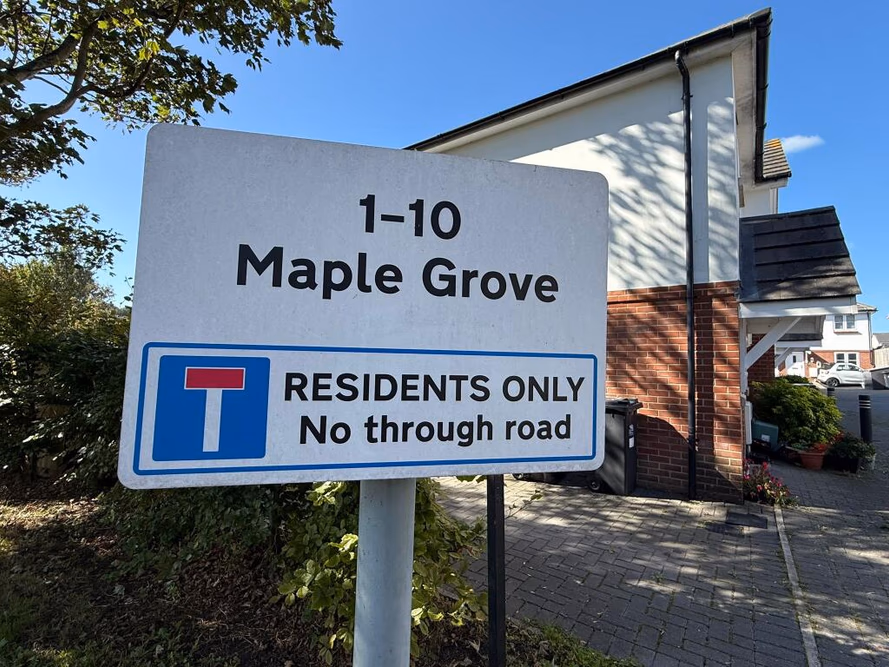 1–10
Maple Grove
RESIDENTS ONLY
No through road